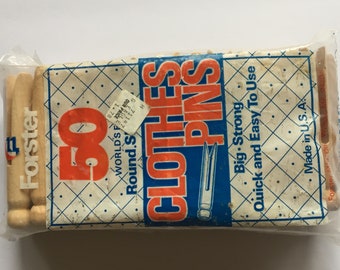 Forster
50
WORLDS F
Round S
CLOTHES
PINS
Big-Strong
Quick and Easy To Use
Made in U.S.A.